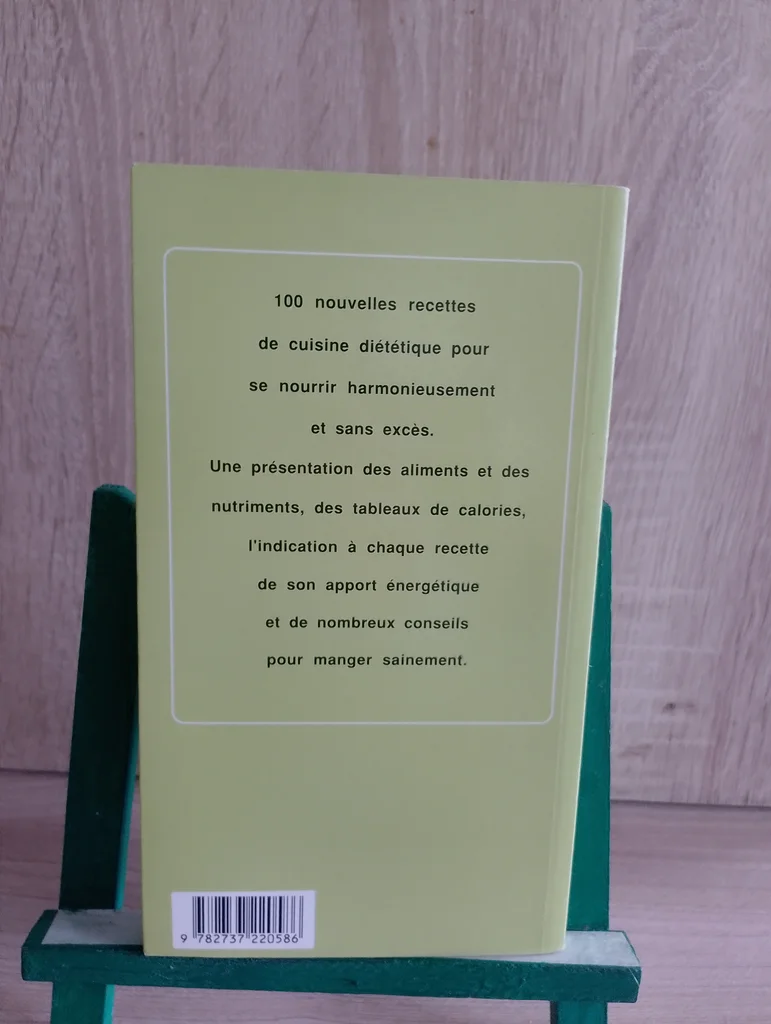 100 nouvelles recettes
de cuisine diététique pour
se nourrir harmonieusement
et sans excès.
Une présentation des aliments et des
nutriments, des tableaux de calories,
l'indication à chaque recette
de son apport énergétique
et de nombreux conseils
pour manger sainement.
9 782737 220586